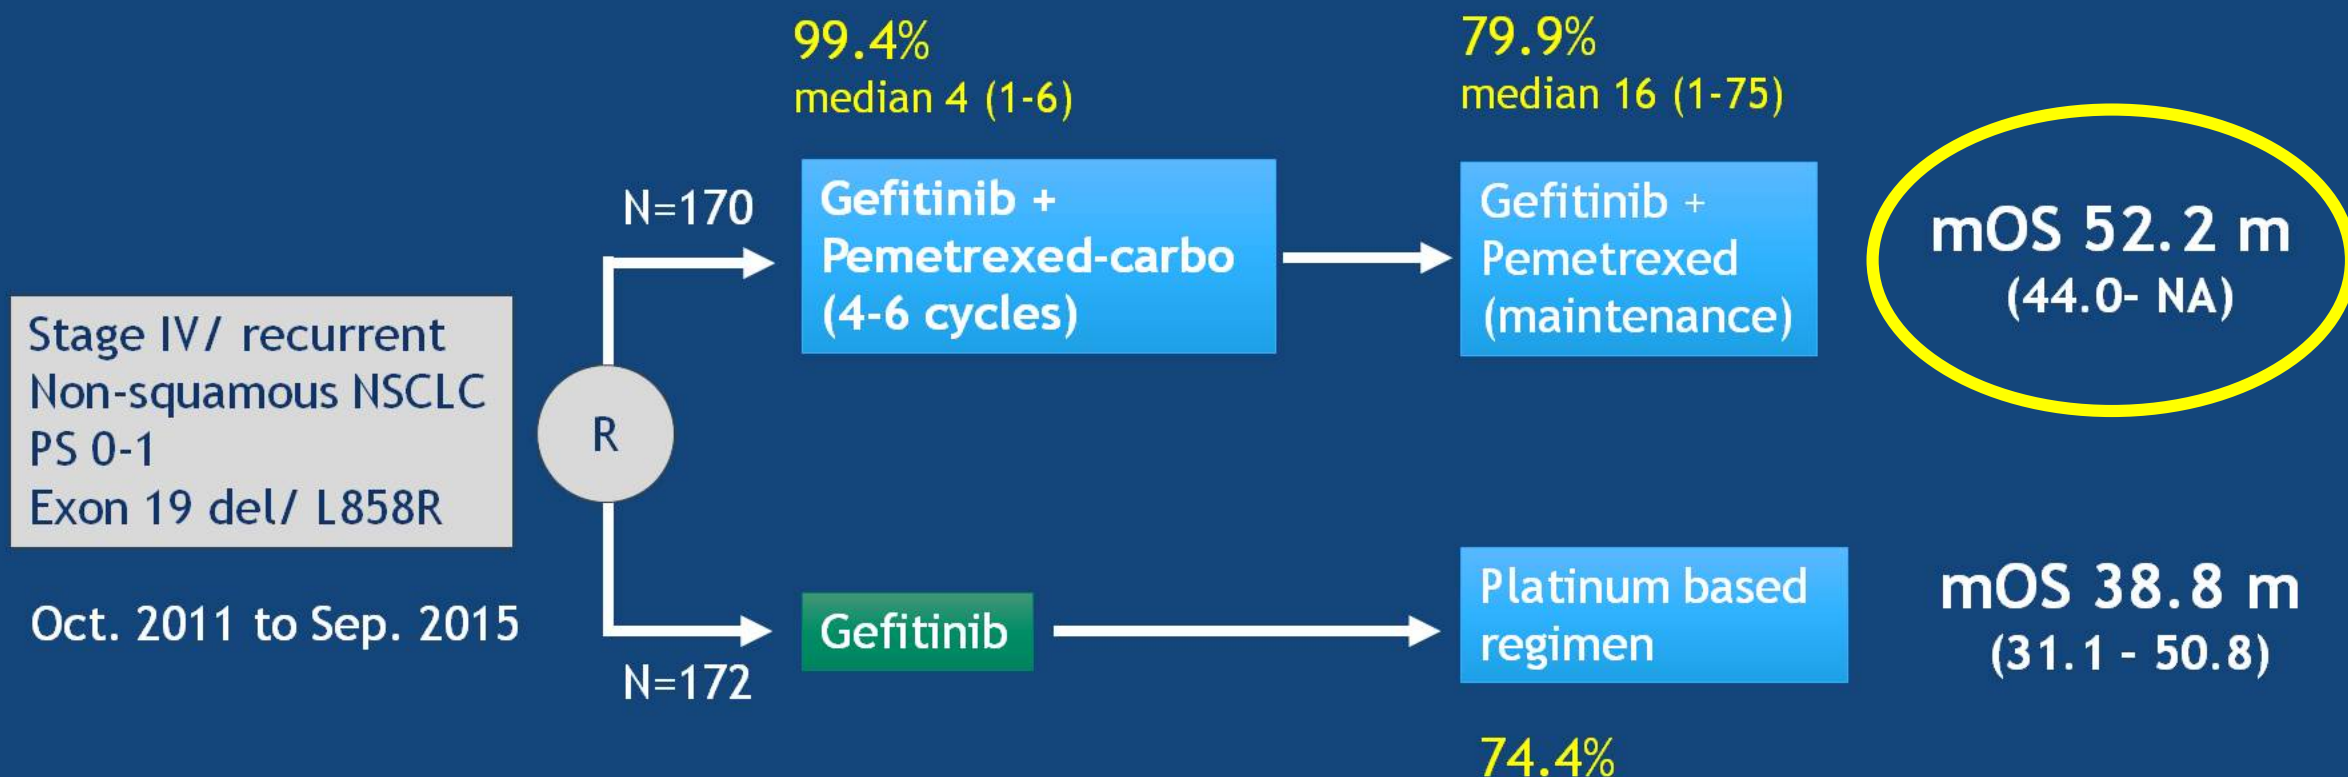 99.4%
median 4 (1-6)
79.9%
median 16 (1-75)
N=170
Gefitinib +
Pemetrexed-carbo
(4-6 cycles)
Gefitinib +
Pemetrexed
(maintenance)
mOS 52.2 m
(44.0- NA)
Stage IV/ recurrent
Non-squamous NSCLC
PS 0-1
Exon 19 del/ L858R
R
Oct. 2011 to Sep. 2015
N=172
Gefitinib
Platinum based
regimen
mOS 38.8 m
(31.1 - 50.8)
74.4%